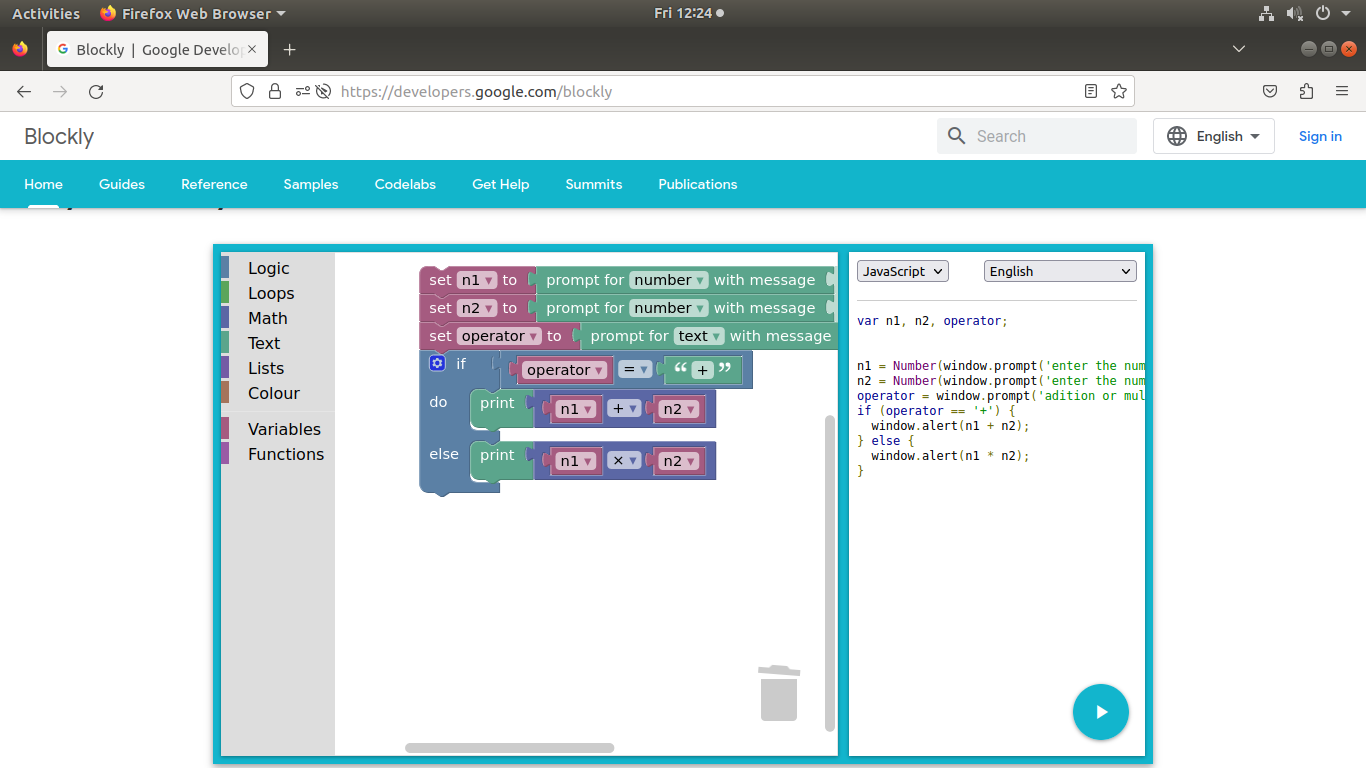 Activities Firefox Web Browser Fri 12:24
Blockly | Google Develo
https://developers.google.com/blockly
Blockly Search English Sign in
Home Guides Reference Samples Codelabs Get Help Summits Publications
Logic
Loops
Math
Text
Lists
Colour
Variables
Functions
set n1 to prompt for number with message
set n2 to prompt for number with message
set operator to prompt for text with message
if operator = “ + ”
do print n1 + n2
else print n1 × n2
JavaScript English
var n1, n2, operator;
n1 = Number(window.prompt('enter the num
n2 = Number(window.prompt('enter the num
operator = window.prompt('adition or mul
if (operator == '+') {
window.alert(n1 + n2);
} else {
window.alert(n1 * n2);
}